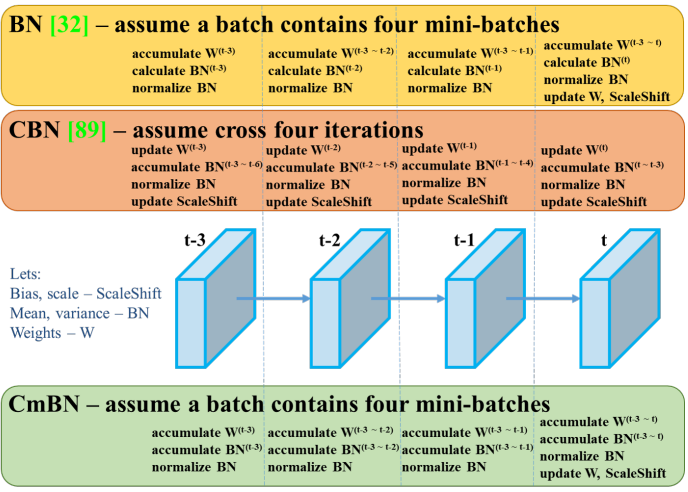 BN [32] – assume a batch contains four mini-batches
accumulate W(t-3)
calculate BN(t-3)
normalize BN
accumulate W(t-3 ~ t-2)
calculate BN(t-2)
normalize BN
accumulate W(t-3 ~ t-1)
calculate BN(t-1)
normalize BN
accumulate W(t-3 ~ t)
calculate BN(t)
normalize BN
update W, ScaleShift
CBN [89] – assume cross four iterations
update W(t-3)
accumulate BN(t-3 ~ t-6)
normalize BN
update ScaleShift
update W(t-2)
accumulate BN(t-2 ~ t-5)
normalize BN
update ScaleShift
update W(t-1)
accumulate BN(t-1 ~ t-4)
normalize BN
update ScaleShift
update W(t)
accumulate BN(t ~ t-3)
normalize BN
update ScaleShift
t-3
t-2
t-1
t
Lets:
Bias, scale – ScaleShift
Mean, variance – BN
Weights – W
CmBN – assume a batch contains four mini-batches
accumulate W(t-3)
accumulate BN(t-3)
normalize BN
accumulate W(t-3 ~ t-2)
accumulate BN(t-3 ~ t-2)
normalize BN
accumulate W(t-3 ~ t-1)
accumulate BN(t-3 ~ t-1)
normalize BN
accumulate W(t-3 ~ t)
accumulate BN(t-3 ~ t)
normalize BN
update W, ScaleShift